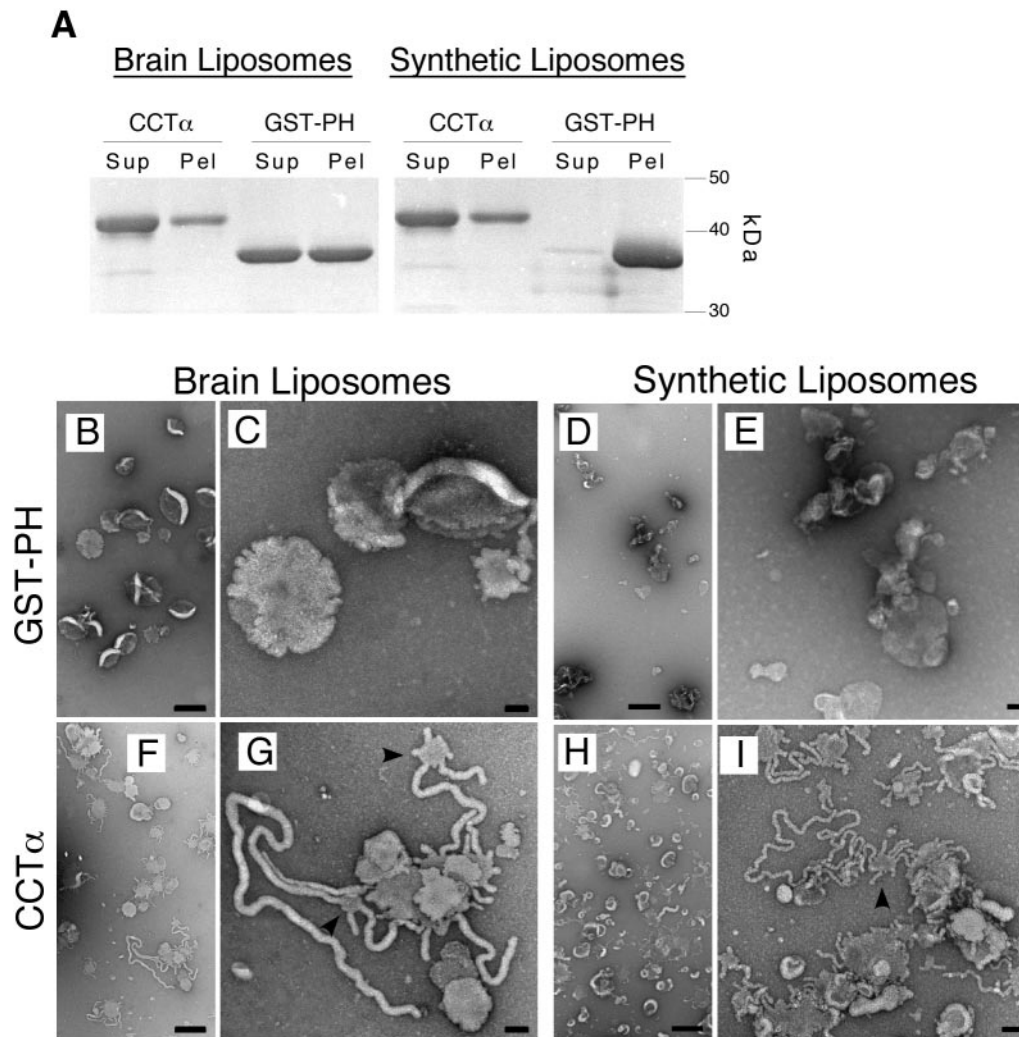 A
Brain Liposomes Synthetic Liposomes
CCTα GST-PH CCTα GST-PH
Sup Pel Sup Pel Sup Pel Sup Pel
50
40
30
kDa
Brain Liposomes Synthetic Liposomes
B C D E
GST-PH
F G H I
CCTα